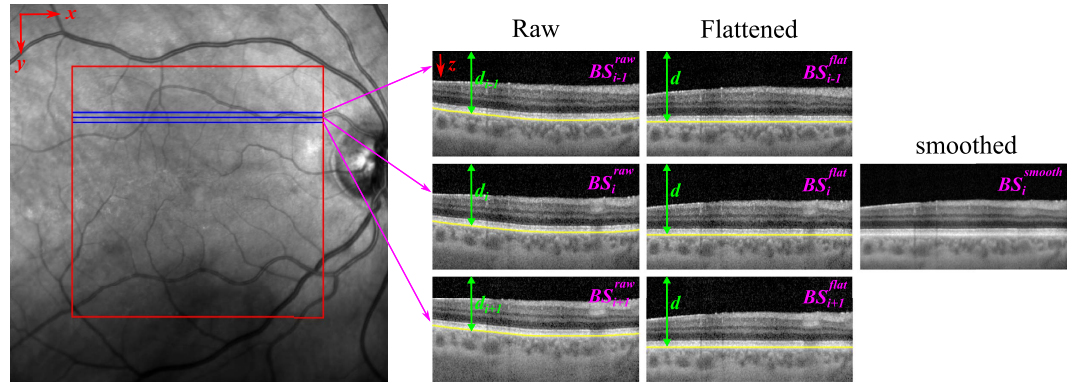 Raw
Flattened
x
y
z
d_{i-1}
BS_{i-1}^{raw}
d
BS_{i-1}^{flat}
smoothed
d_i
BS_i^{raw}
d
BS_i^{flat}
BS_i^{smooth}
d_{i+1}
BS_{i+1}^{raw}
d
BS_{i+1}^{flat}